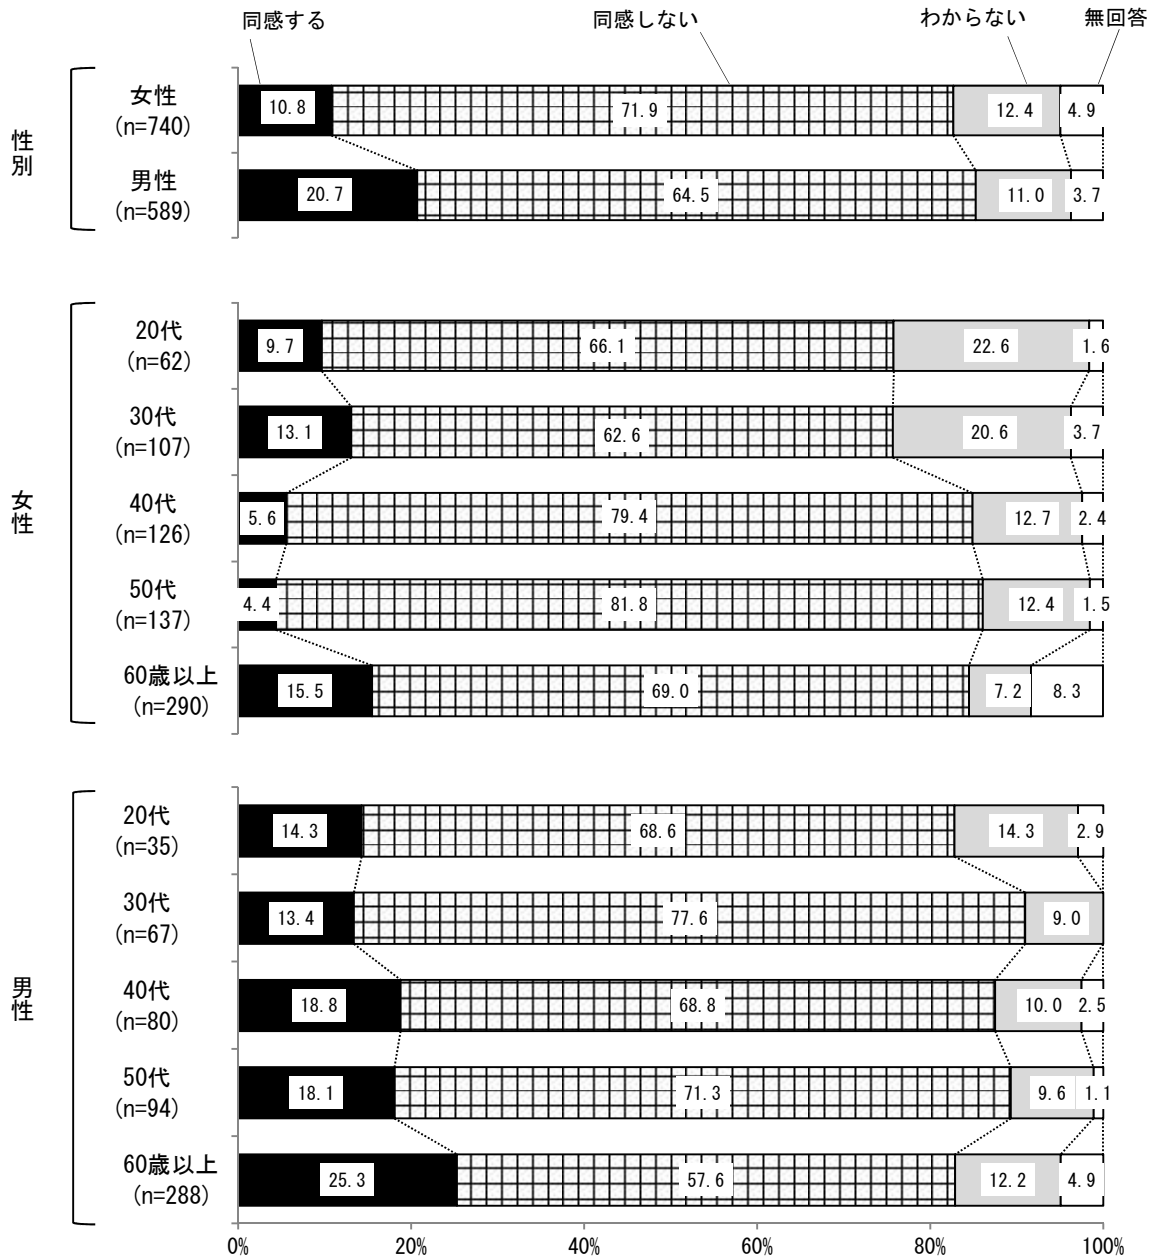 同感する 同感しない わからない 無回答
性別
女性
(n=740)
10.8 71.9 12.4 4.9
男性
(n=589)
20.7 64.5 11.0 3.7
女性
20代
(n=62)
9.7 66.1 22.6 1.6
30代
(n=107)
13.1 62.6 20.6 3.7
40代
(n=126)
5.6 79.4 12.7 2.4
50代
(n=137)
4.4 81.8 12.4 1.5
60歳以上
(n=290)
15.5 69.0 7.2 8.3
男性
20代
(n=35)
14.3 68.6 14.3 2.9
30代
(n=67)
13.4 77.6 9.0
40代
(n=80)
18.8 68.8 10.0 2.5
50代
(n=94)
18.1 71.3 9.6 1.1
60歳以上
(n=288)
25.3 57.6 12.2 4.9
0% 20% 40% 60% 80% 100%